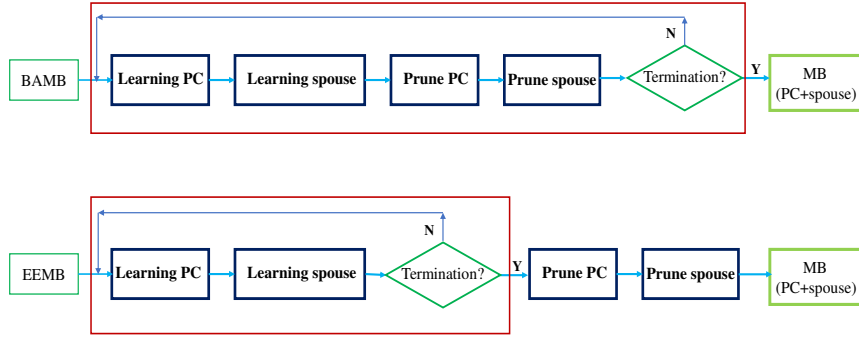 N
BAMB
Learning PC
Learning spouse
Prune PC
Prune spouse
Termination?
Y
MB
(PC+spouse)
N
EEMB
Learning PC
Learning spouse
Termination?
Y
Prune PC
Prune spouse
MB
(PC+spouse)